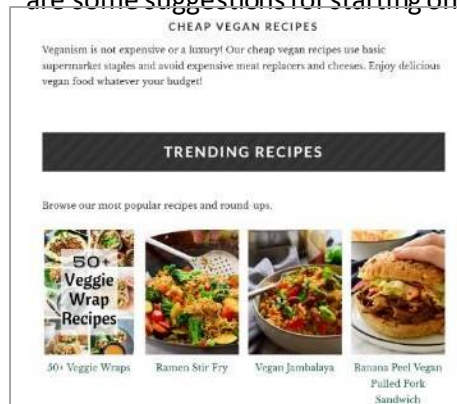 are some suggestions for starting on
CHEAP VEGAN RECIPES
Veganism is not expensive or a luxury! Our cheap vegan recipes use basic
supermarket staples and avoid expensive meat replacers and cheeses. Enjoy delicious
vegan food whatever your budget!
TRENDING RECIPES
Browse our most popular recipes and round-ups.
50+
Veggie
Wrap
Recipes
50+ Veggie Wraps
Ramen Stir Fry
Vegan Jambalaya
Banana Peel Vegan
Pulled Pork
Sandwich